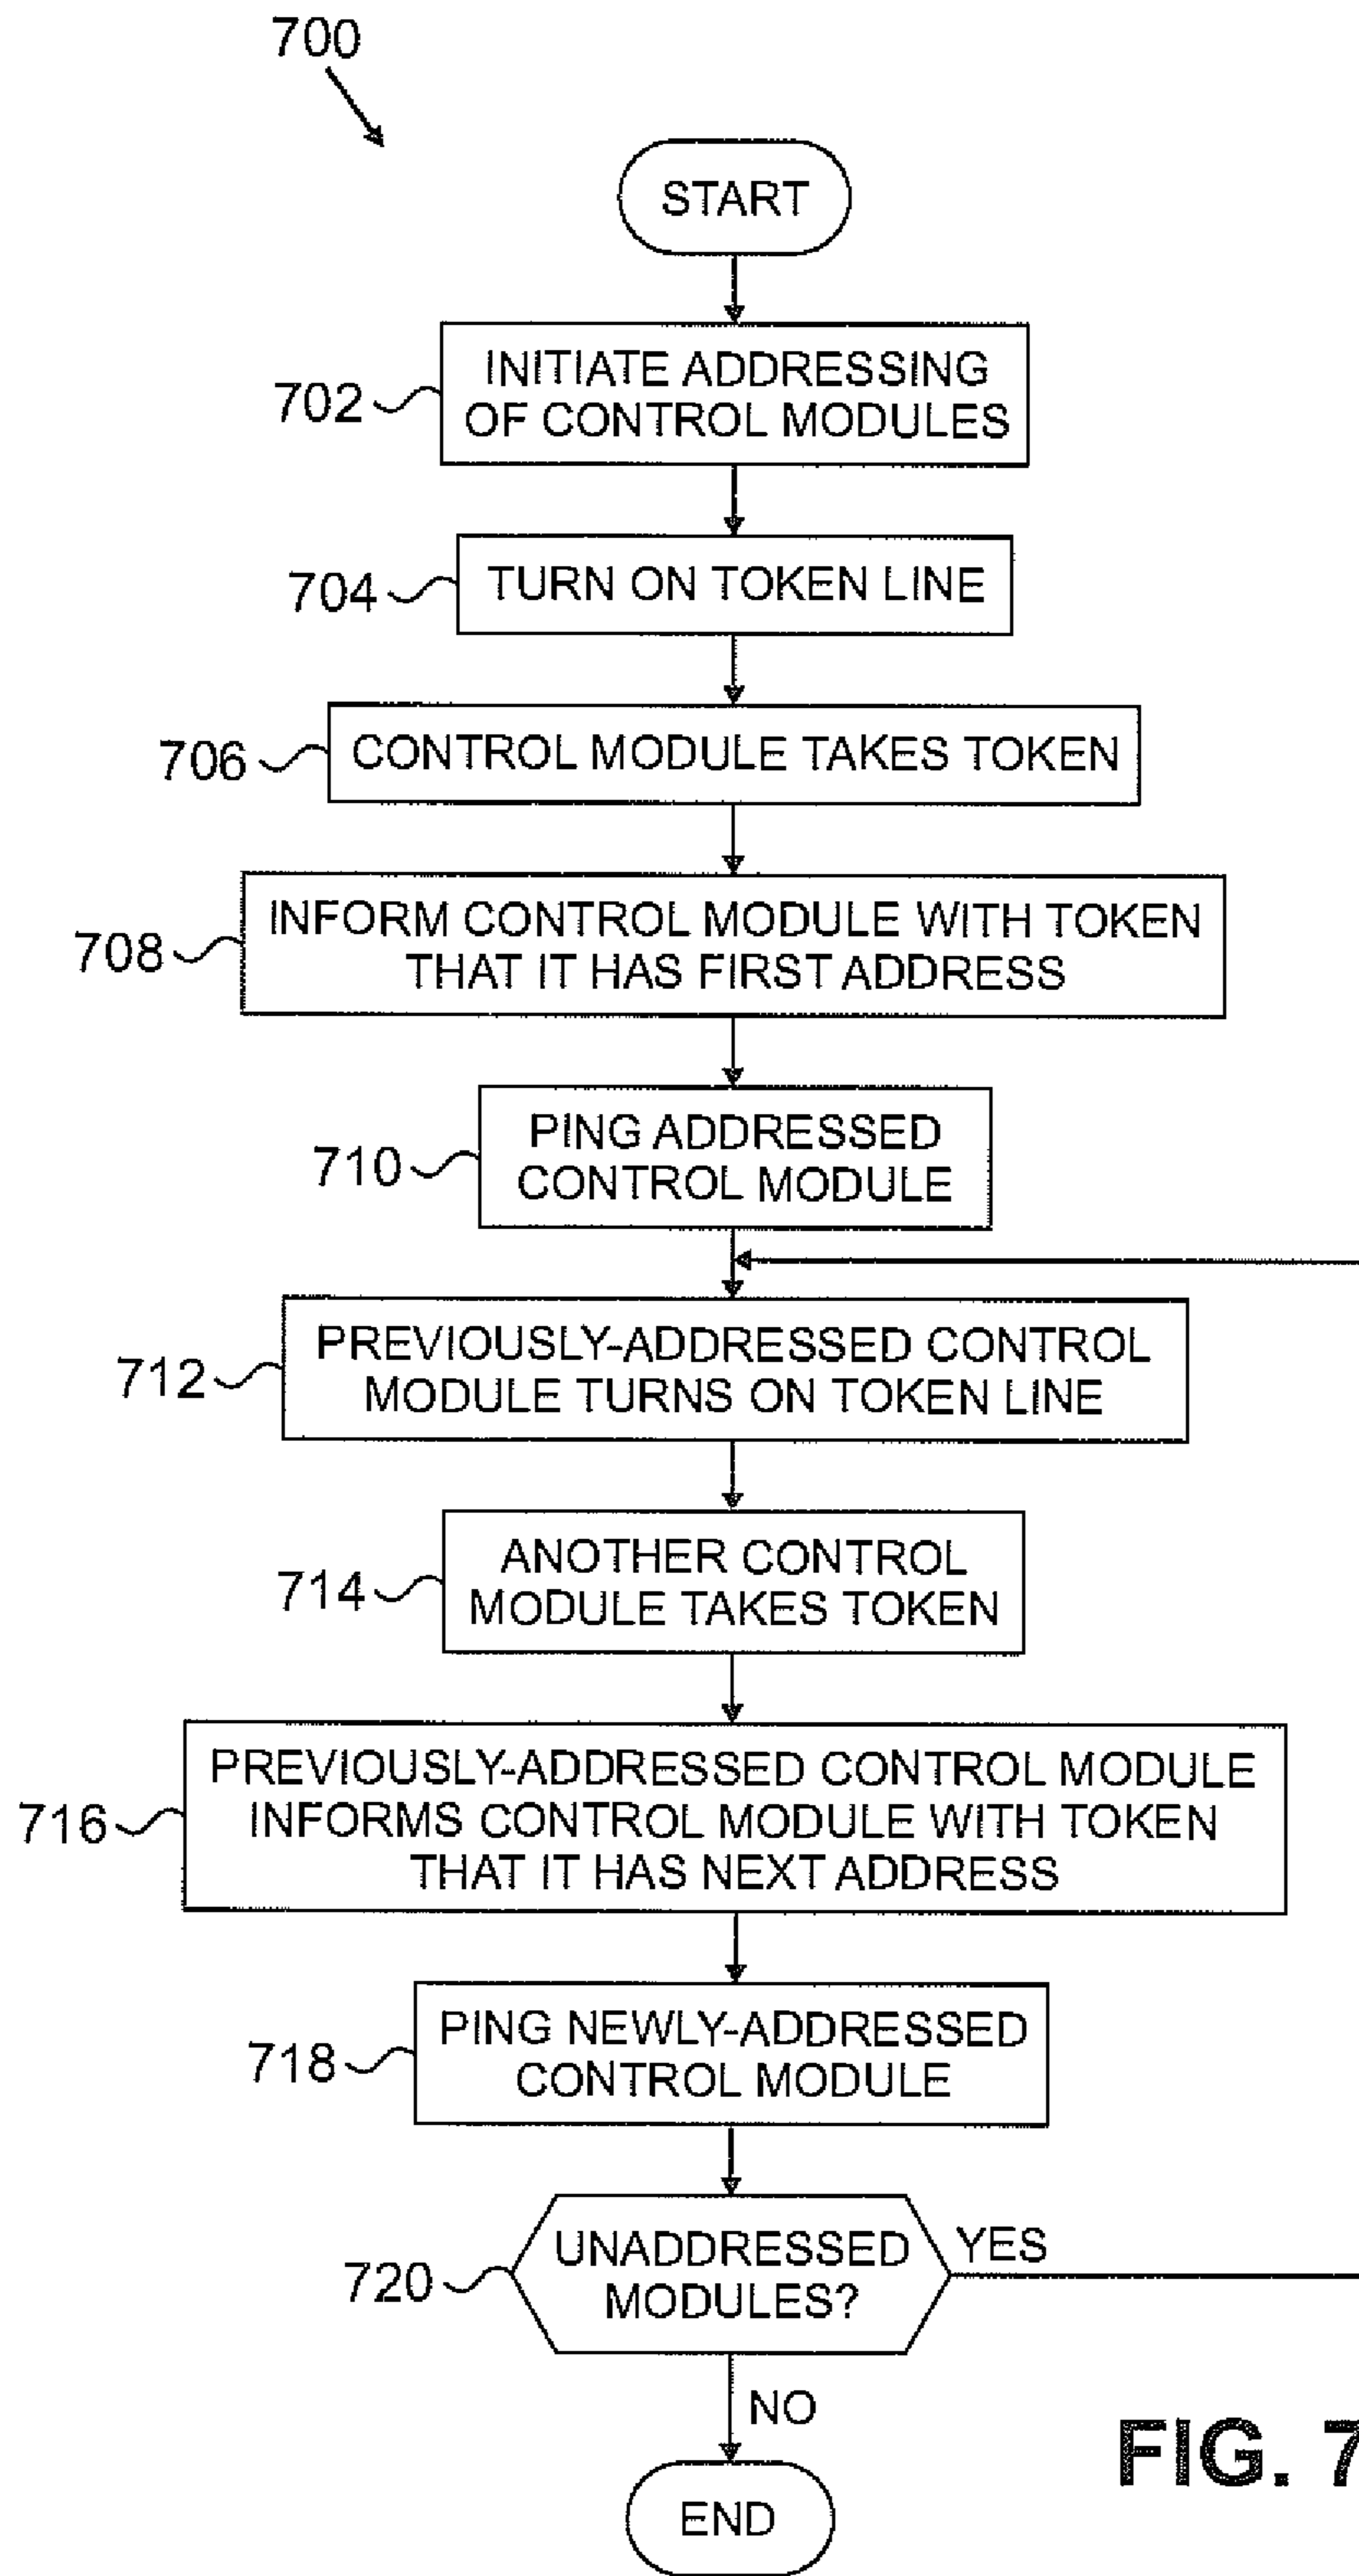 700
START
702
INITIATE ADDRESSING
OF CONTROL MODULES
704
TURN ON TOKEN LINE
706
CONTROL MODULE TAKES TOKEN
708
INFORM CONTROL MODULE WITH TOKEN
THAT IT HAS FIRST ADDRESS
710
PING ADDRESSED
CONTROL MODULE
712
PREVIOUSLY-ADDRESSED CONTROL
MODULE TURNS ON TOKEN LINE
714
ANOTHER CONTROL
MODULE TAKES TOKEN
716
PREVIOUSLY-ADDRESSED CONTROL MODULE
INFORMS CONTROL MODULE WITH TOKEN
THAT IT HAS NEXT ADDRESS
718
PING NEWLY-ADDRESSED
CONTROL MODULE
720
UNADDRESSED
MODULES?
YES
NO
END
FIG. 7